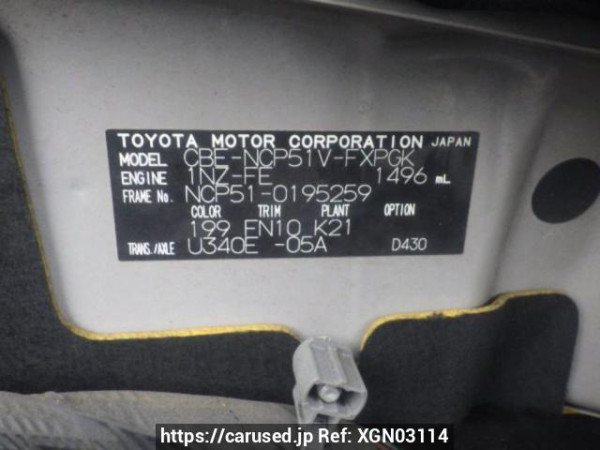 TOYOTA MOTOR CORPORATION JAPAN
MODEL CBE-NCP51V-FXPGK
ENGINE 1NZ-FE 1496 mL
FRAME No. NCP51-0195259
COLOR TRIM PLANT OPTION
199 EN10 K21
TRANS./AXLE U340E -05A D430
https://carused.jp Ref: XGN03114